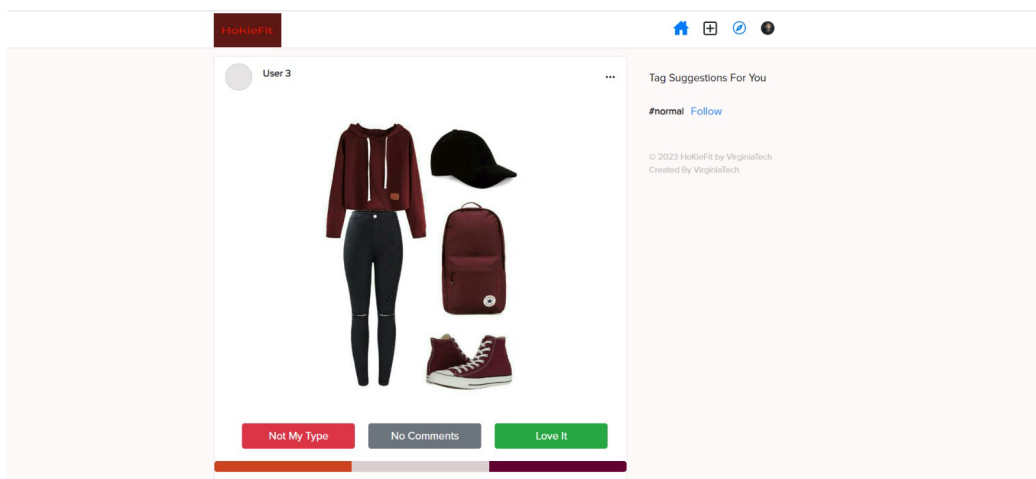 HokieFit
User 3
...
Not My Type
No Comments
Love It
Tag Suggestions For You
#normal Follow
© 2023 HoKieFit by VirginiaTech
Created By VirginiaTech